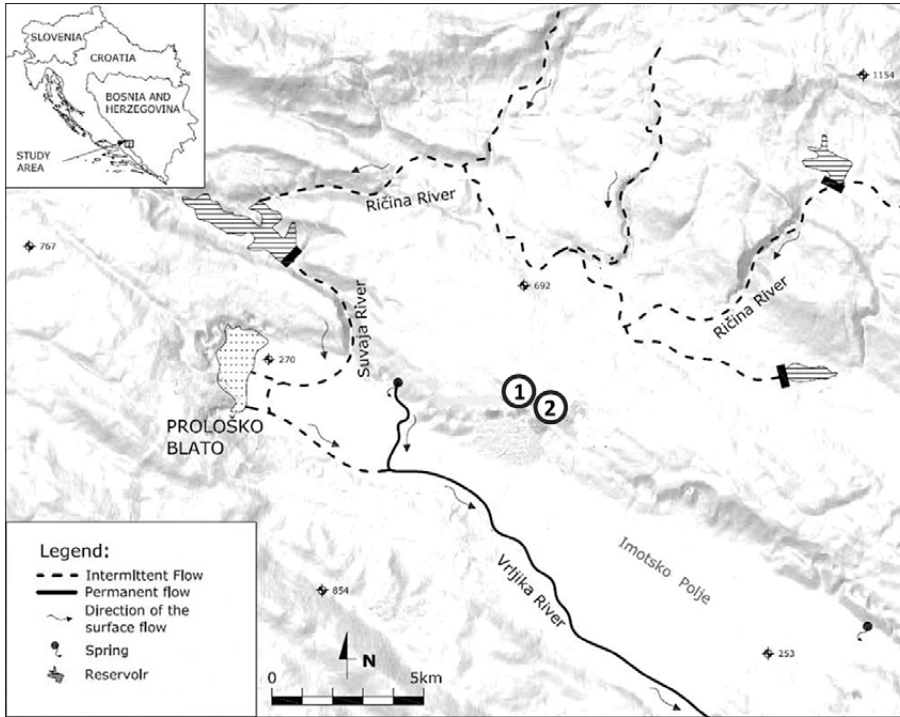 SLOVENIA
CROATIA
BOSNIA AND
HERZEGOVINA
STUDY
AREA
1154
Ričina River
767
692
Ričina River
Suvaja River
270
1
2
PROLOŠKO
BLATO
Imotsko Polje
Vrljika River
854
253
Legend:
Intermittent Flow
Permanent flow
Direction of the
surface flow
Spring
Reservoir
N
0
5km